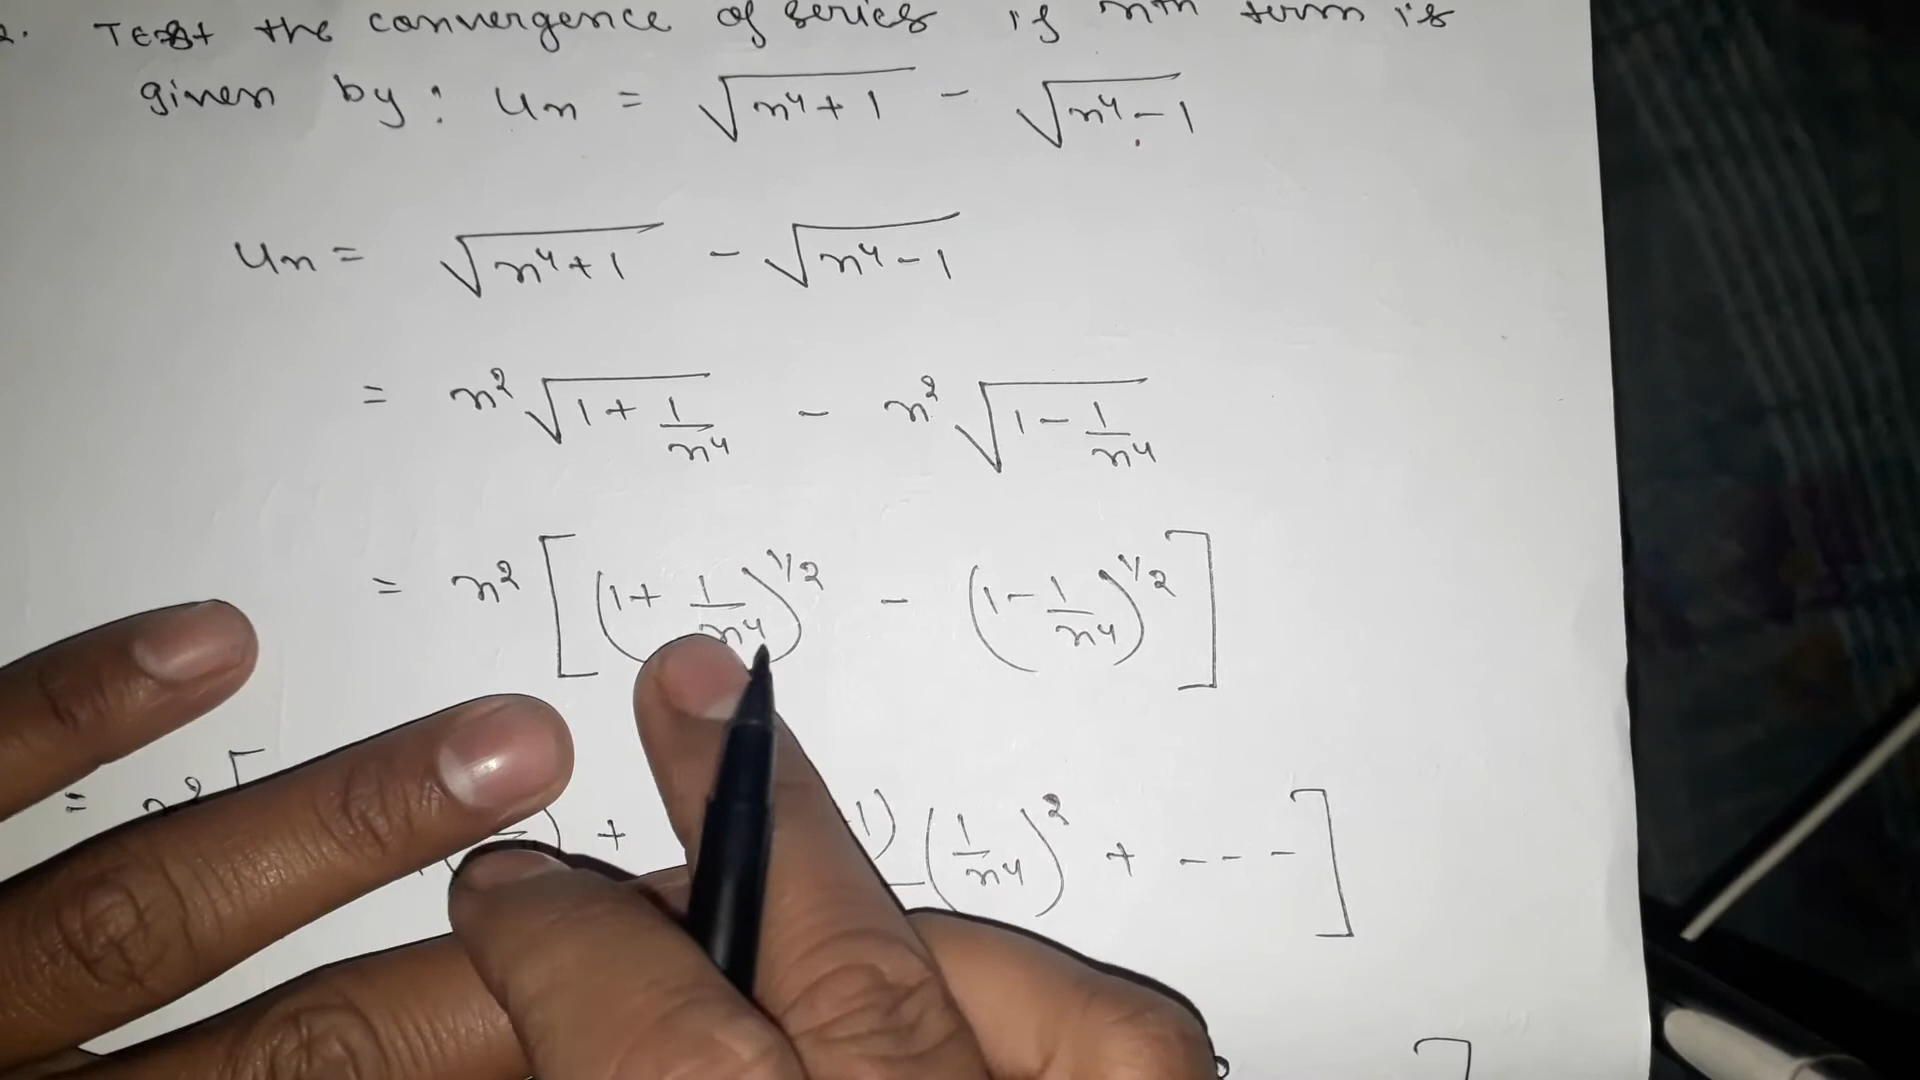 2. Test the convergence of series if nth term is
given by: un = √(n⁴+1) - √(n⁴-1)
un = √(n⁴+1) - √(n⁴-1)
= n² √(1+1/n⁴) - n² √(1-1/n⁴)
= n² [(1+1/n⁴)^1/2 - (1-1/n⁴)^1/2]
= n² [ + -1) (1/n⁴)² + --- ]
]